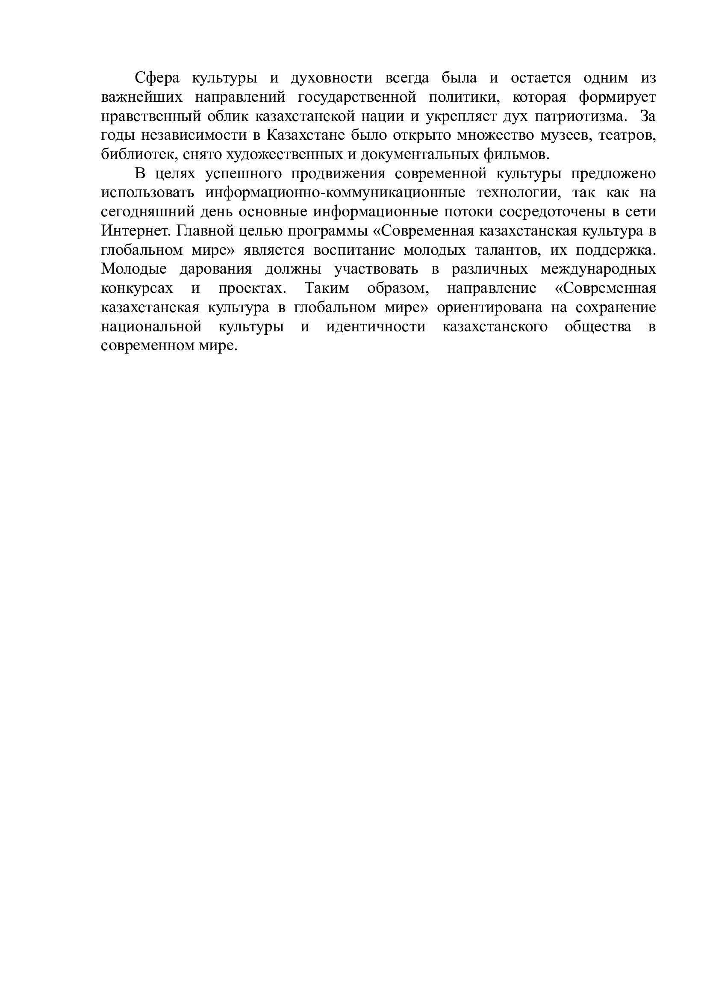 Сфера культуры и духовности всегда была и остается одним из
важнейших направлений государственной политики, которая формирует
нравственный облик казахстанской нации и укрепляет дух патриотизма.  За
годы независимости в Казахстане было открыто множество музеев, театров,
библиотек, снято художественных и документальных фильмов.
В целях успешного продвижения современной культуры предложено
использовать информационно-коммуникационные технологии, так как на
сегодняшний день основные информационные потоки сосредоточены в сети
Интернет. Главной целью программы «Современная казахстанская культура в
глобальном мире» является воспитание молодых талантов, их поддержка.
Молодые дарования должны участвовать в различных международных
конкурсах и проектах. Таким образом, направление «Современная
казахстанская культура в глобальном мире» ориентирована на сохранение
национальной культуры и идентичности казахстанского общества в
современном мире.